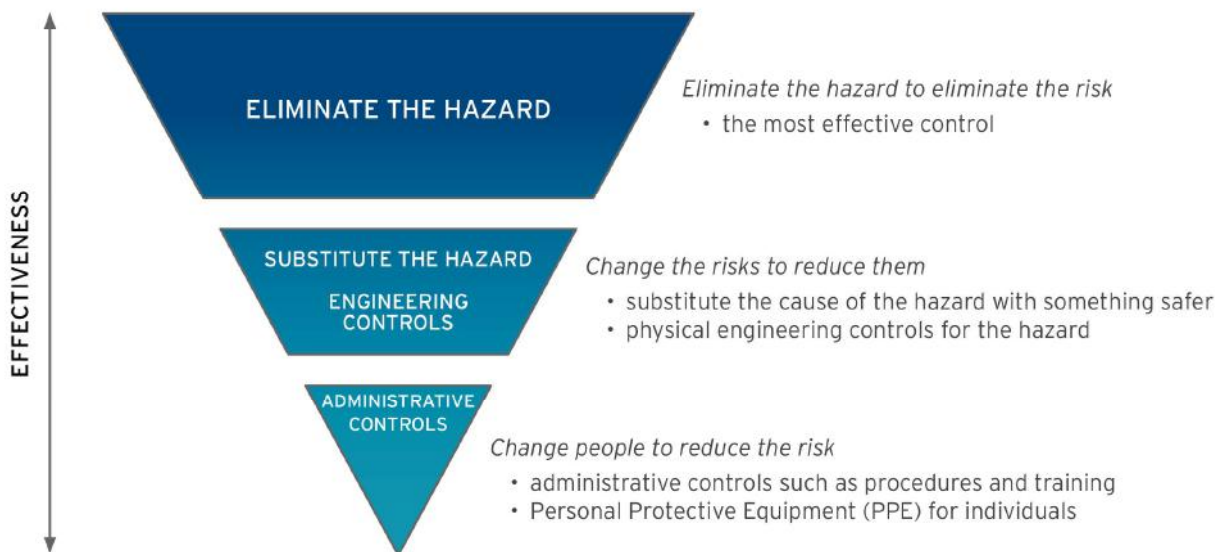 EFFECTIVENESS
ELIMINATE THE HAZARD
Eliminate the hazard to eliminate the risk
• the most effective control
SUBSTITUTE THE HAZARD
ENGINEERING
CONTROLS
Change the risks to reduce them
• substitute the cause of the hazard with something safer
• physical engineering controls for the hazard
ADMINISTRATIVE
CONTROLS
Change people to reduce the risk
• administrative controls such as procedures and training
• Personal Protective Equipment (PPE) for individuals